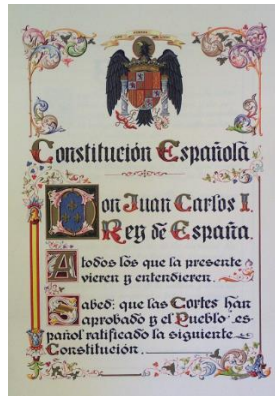 Constitución Española
Don Juan Carlos I,
Rey de España
A todos los que la presente
vieren y entendieren.
Sabed: que las Cortes han
aprobado y el Pueblo es-
pañol ratificado la siguiente
Constitución.